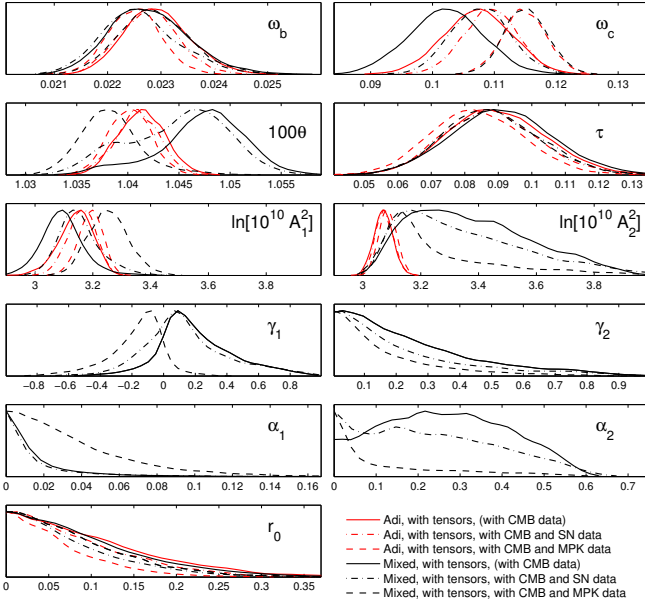 ω_b
0.021 0.022 0.023 0.024 0.025
ω_c
0.09 0.1 0.11 0.12 0.13
100θ
1.03 1.035 1.04 1.045 1.05 1.055
τ
0.05 0.06 0.07 0.08 0.09 0.1 0.11 0.12 0.13
ln[10^10 A_1^2]
3 3.2 3.4 3.6 3.8
ln[10^10 A_2^2]
3 3.2 3.4 3.6 3.8
γ_1
−0.8 −0.6 −0.4 −0.2 0 0.2 0.4 0.6 0.8
γ_2
0.1 0.2 0.3 0.4 0.5 0.6 0.7 0.8 0.9
α_1
0 0.02 0.04 0.06 0.08 0.1 0.12 0.14 0.16
α_2
0 0.1 0.2 0.3 0.4 0.5 0.6 0.7
r_0
0 0.05 0.1 0.15 0.2 0.25 0.3 0.35
Adi, with tensors, (with CMB data)
Adi, with tensors, with CMB and SN data
Adi, with tensors, with CMB and MPK data
Mixed, with tensors, (with CMB data)
Mixed, with tensors, with CMB and SN data
Mixed, with tensors, with CMB and MPK data